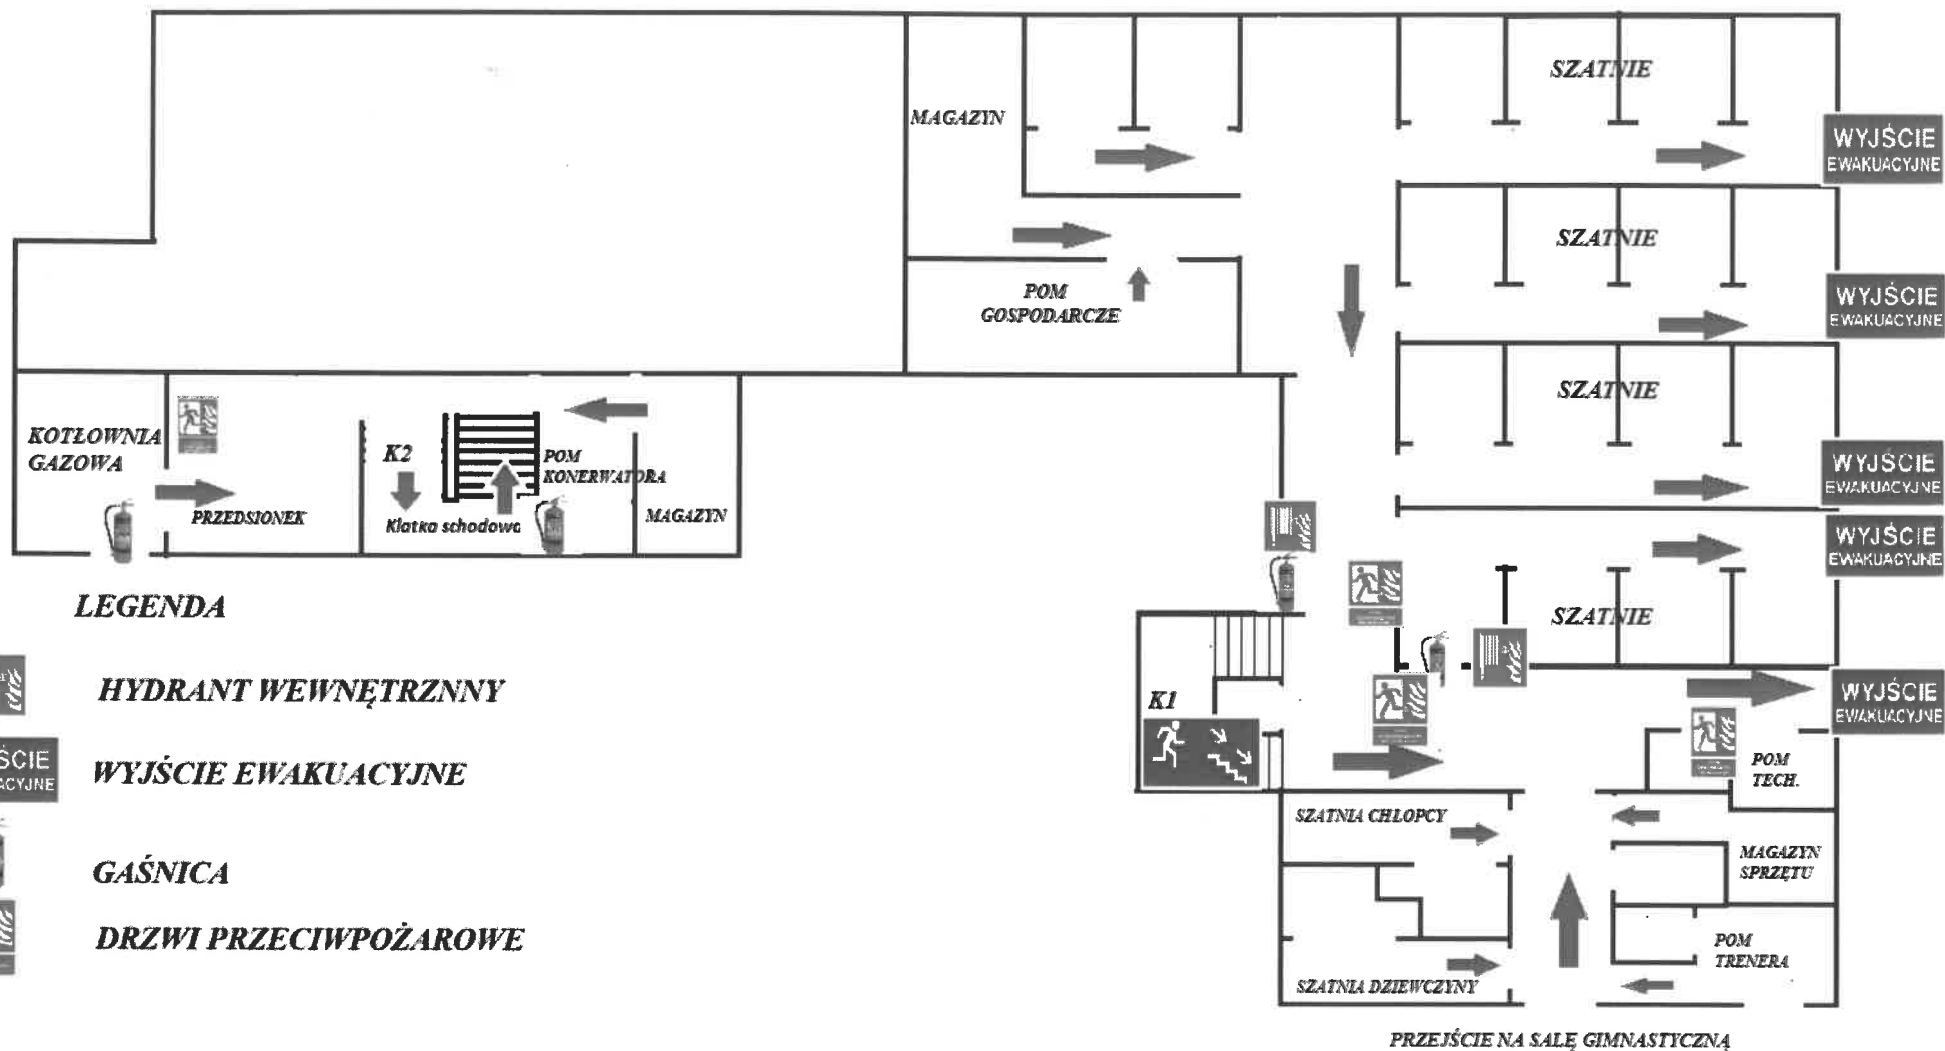 SZATNIE
MAGAZYN
WYJŚCIE
EWAKUACYJNE
SZATNIE
POM
GOSPODARCZE
WYJŚCIE
EWAKUACYJNE
SZATNIE
KOTŁOWNIA
GAZOWA
PRZEDSIONEK
K2
Klatka schodowa
POM
KONERWATORA
MAGAZYN
WYJŚCIE
EWAKUACYJNE
WYJŚCIE
EWAKUACYJNE
SZATNIE
K1
WYJŚCIE
EWAKUACYJNE
POM
TECH.
SZATNIA CHŁOPCY
MAGAZYN
SPRZĘTU
POM
TRENERA
SZATNIA DZIEWCZYNY
PRZEJŚCIE NA SALĘ GIMNASTYCZNĄ
LEGENDA
HYDRANT WEWNĘTRZNNY
ŚCIE
ACYJNE
WYJŚCIE EWAKUACYJNE
GAŚNICA
DRZWI PRZECIWPOŻAROWE